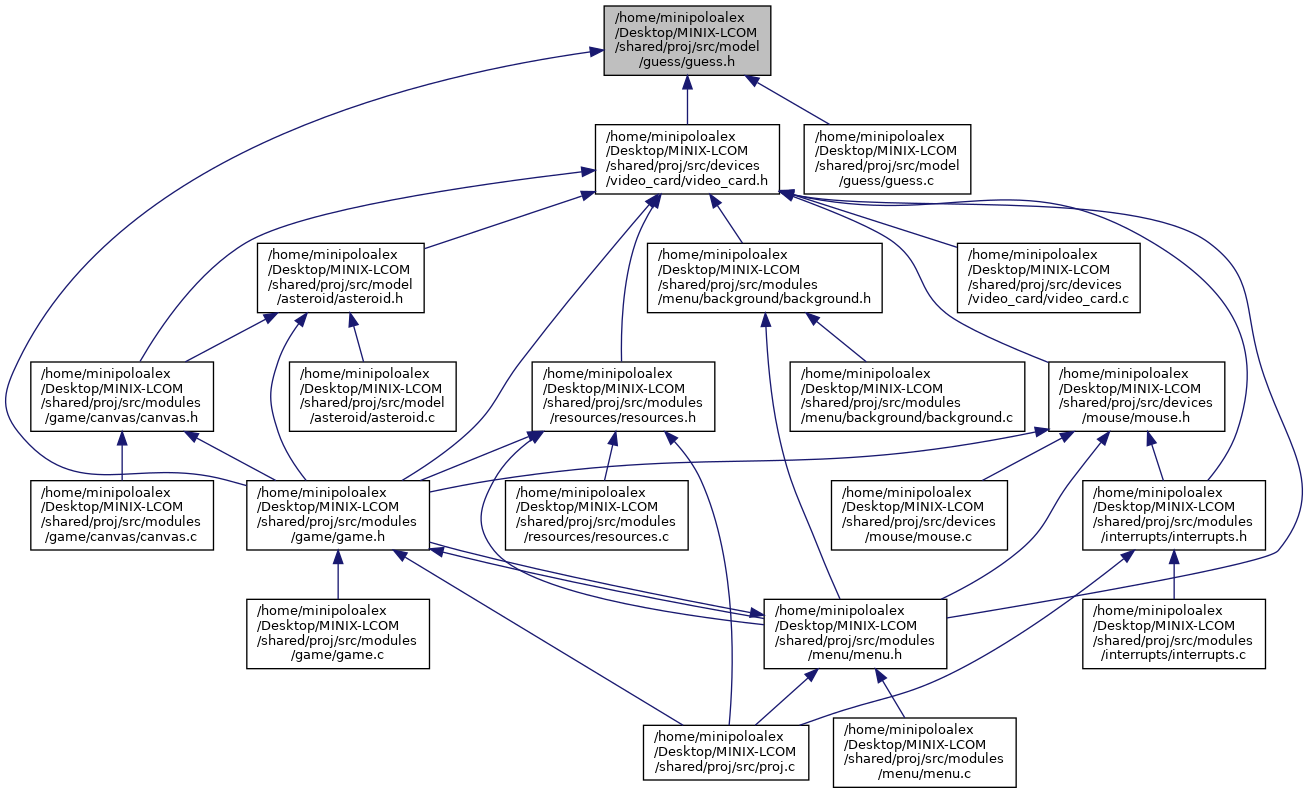 /home/minipoloalex
/Desktop/MINIX-LCOM
/shared/proj/src/model
/guess/guess.h
/home/minipoloalex
/Desktop/MINIX-LCOM
/shared/proj/src/devices
/video_card/video_card.h
/home/minipoloalex
/Desktop/MINIX-LCOM
/shared/proj/src/model
/guess/guess.c
/home/minipoloalex
/Desktop/MINIX-LCOM
/shared/proj/src/model
/asteroid/asteroid.h
/home/minipoloalex
/Desktop/MINIX-LCOM
/shared/proj/src/modules
/menu/background/background.h
/home/minipoloalex
/Desktop/MINIX-LCOM
/shared/proj/src/devices
/video_card/video_card.c
/home/minipoloalex
/Desktop/MINIX-LCOM
/shared/proj/src/modules
/game/canvas/canvas.h
/home/minipoloalex
/Desktop/MINIX-LCOM
/shared/proj/src/model
/asteroid/asteroid.c
/home/minipoloalex
/Desktop/MINIX-LCOM
/shared/proj/src/modules
/resources/resources.h
/home/minipoloalex
/Desktop/MINIX-LCOM
/shared/proj/src/modules
/menu/background/background.c
/home/minipoloalex
/Desktop/MINIX-LCOM
/shared/proj/src/devices
/mouse/mouse.h
/home/minipoloalex
/Desktop/MINIX-LCOM
/shared/proj/src/modules
/game/canvas/canvas.c
/home/minipoloalex
/Desktop/MINIX-LCOM
/shared/proj/src/modules
/game/game.h
/home/minipoloalex
/Desktop/MINIX-LCOM
/shared/proj/src/modules
/resources/resources.c
/home/minipoloalex
/Desktop/MINIX-LCOM
/shared/proj/src/devices
/mouse/mouse.c
/home/minipoloalex
/Desktop/MINIX-LCOM
/shared/proj/src/modules
/interrupts/interrupts.h
/home/minipoloalex
/Desktop/MINIX-LCOM
/shared/proj/src/modules
/game/game.c
/home/minipoloalex
/Desktop/MINIX-LCOM
/shared/proj/src/modules
/menu/menu.h
/home/minipoloalex
/Desktop/MINIX-LCOM
/shared/proj/src/modules
/interrupts/interrupts.c
/home/minipoloalex
/Desktop/MINIX-LCOM
/shared/proj/src/proj.c
/home/minipoloalex
/Desktop/MINIX-LCOM
/shared/proj/src/modules
/menu/menu.c